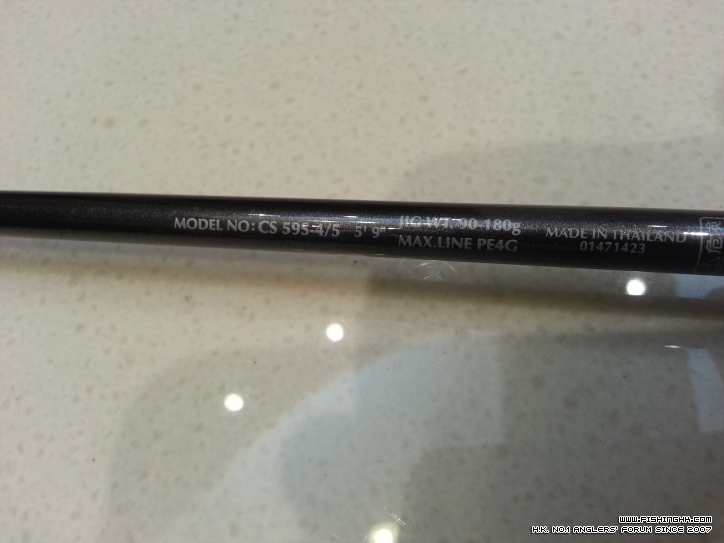 MODEL NO: CS 595-4/5 5' 9"
JIG WT. 90-180g
MAX.LINE PE4G
MADE IN THAILAND
01471423
WWW.FISHINGHK.COM
H.K. NO.1 ANGLERS' FORUM SINCE 2007